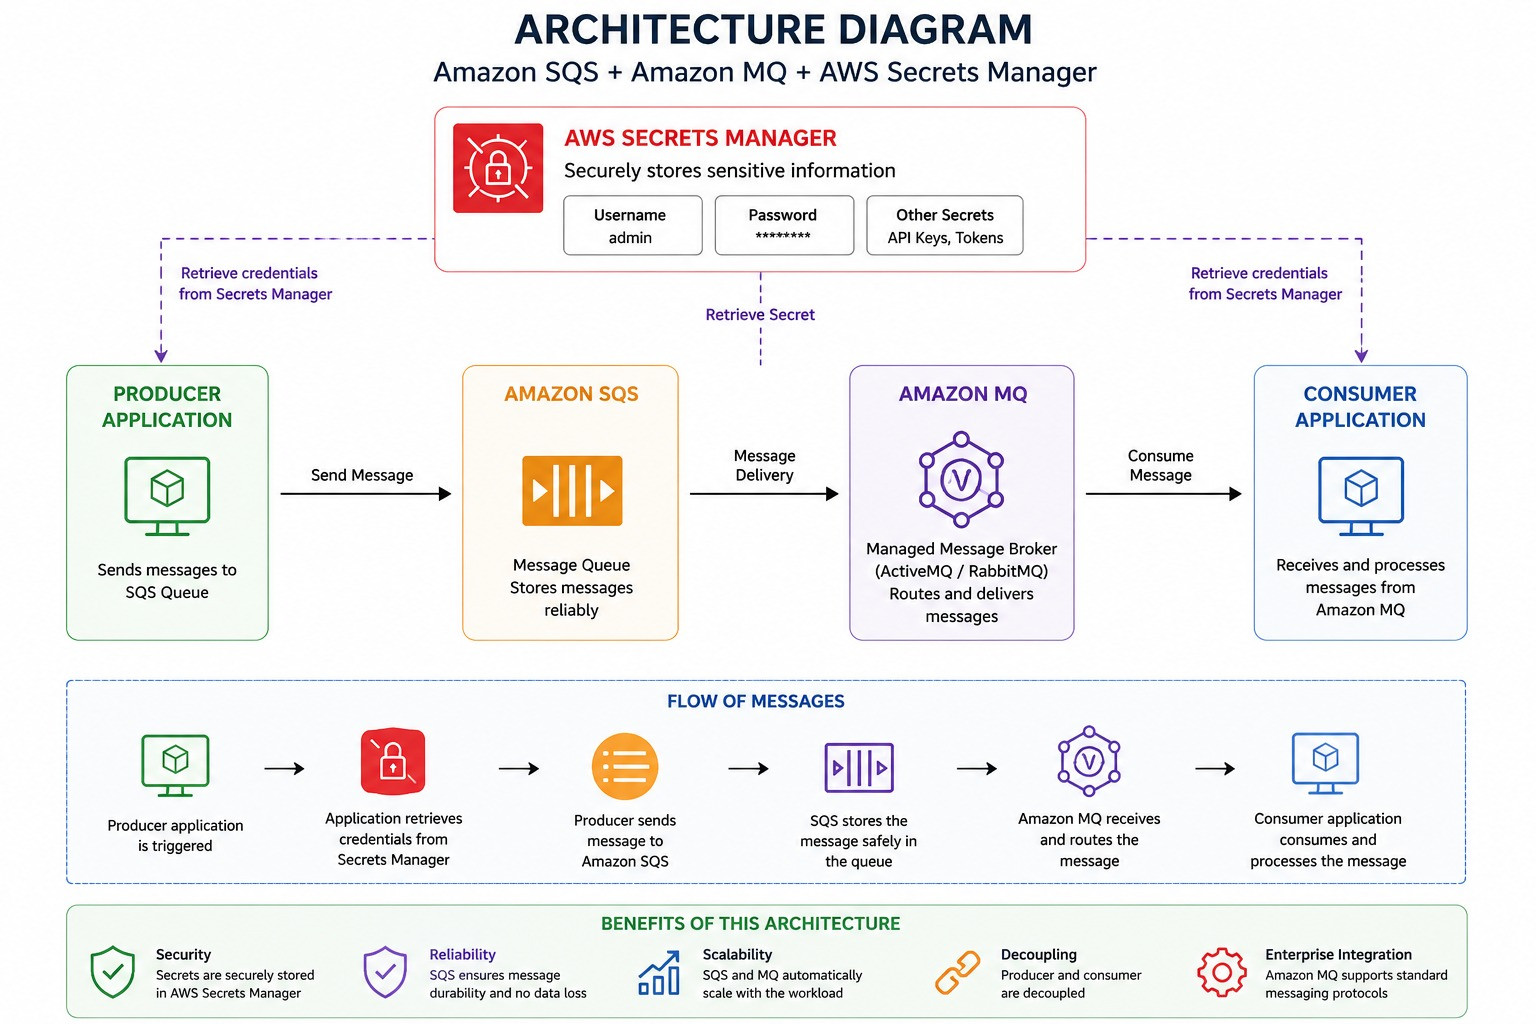 ARCHITECTURE DIAGRAM
Amazon SQS + Amazon MQ + AWS Secrets Manager
AWS SECRETS MANAGER
Securely stores sensitive information
Username
admin
Password
********
Other Secrets
API Keys, Tokens
Retrieve credentials
from Secrets Manager
Retrieve Secret
Retrieve credentials
from Secrets Manager
PRODUCER
APPLICATION
Sends messages to
SQS Queue
Send Message
AMAZON SQS
Message Queue
Stores messages
reliably
Message
Delivery
AMAZON MQ
V
Managed Message Broker
(ActiveMQ / RabbitMQ)
Routes and delivers
messages
Consume
Message
CONSUMER
APPLICATION
Receives and processes
messages from
Amazon MQ
FLOW OF MESSAGES
Producer application
is triggered
Application retrieves
credentials from
Secrets Manager
Producer sends
message to
Amazon SQS
SQS stores the
message safely in
the queue
V
Amazon MQ receives
and routes the
message
Consumer application
consumes and
processes the message
BENEFITS OF THIS ARCHITECTURE
Security
Secrets are securely stored
in AWS Secrets Manager
Reliability
SQS ensures message
durability and no data loss
Scalability
SQS and MQ automatically
scale with the workload
Decoupling
Producer and consumer
are decoupled
Enterprise Integration
Amazon MQ supports standard
messaging protocols